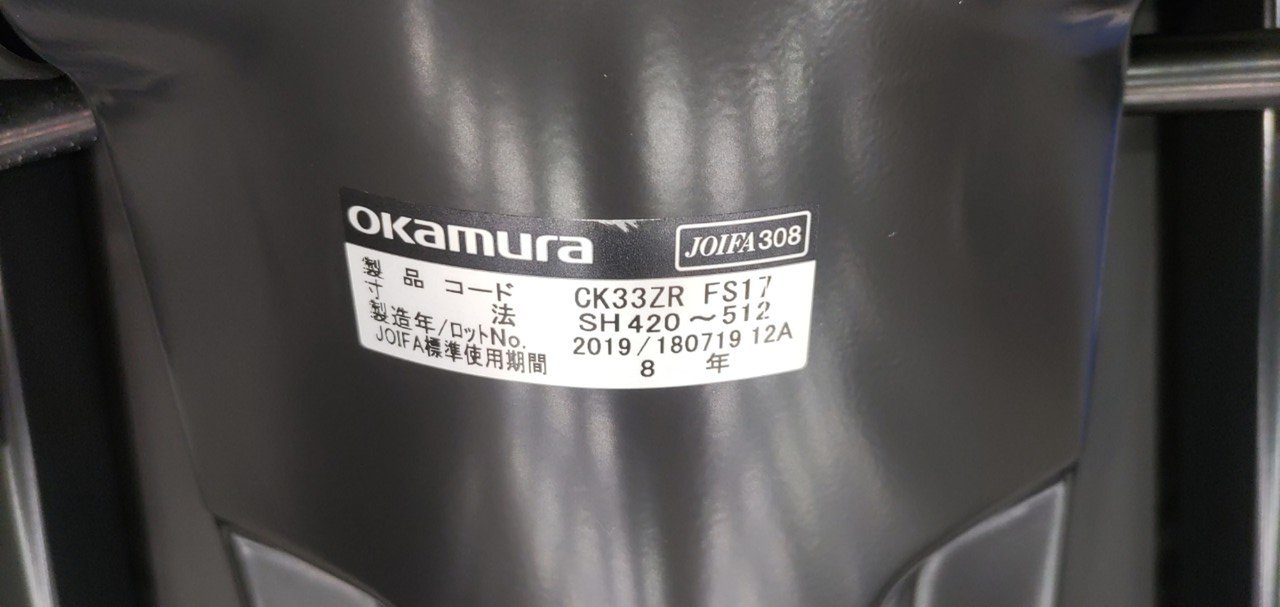 OKamura JOIFA308
製品コード CK33ZR FS17
寸法 SH420～512
製造年/ロットNo. 2019/180719 12A
JOIFA標準使用期間 8年